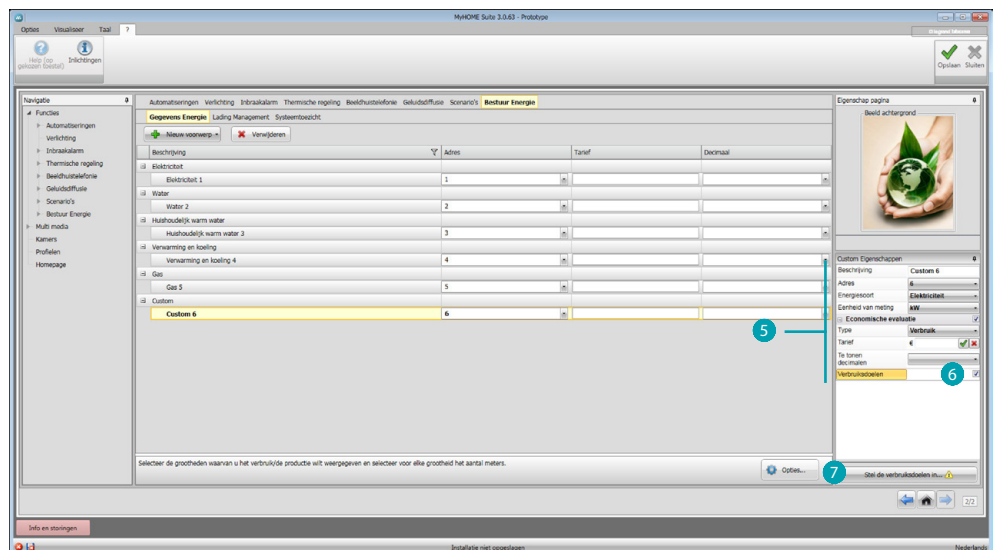 MyHOME Suite 3.0.63 - Prototype
Opties Visualiseer Taal ?
Help (op gekozen toestel)
Inlichtingen
Opslaan Sluiten
Navigatie
Functies
Automatiseringen
Verlichting
Inbraakalarm
Thermische regeling
Beeldhuistelefonie
Geluidsdiffusie
Scenario's
Bestuur Energie
Multi media
Kamers
Profielen
Homepage
Automatiseringen Verlichting Inbraakalarm Thermische regeling Beeldhuistelefonie Geluidsdiffusie Scenario's Bestuur Energie
Gegevens Energie Lading Management Systeemtoezicht
Nieuw voorwerp Verwijderen
Beschrijving Adres Tarief Decimaal
Elektriciteit
Elektriciteit 1 1
Water
Water 2 2
Huishoudelijk warm water
Huishoudelijk warm water 3 3
Verwarming en koeling
Verwarming en koeling 4 4
Gas
Gas 5 5
Custom
Custom 6 6
Selecteer de grootheden waarvan u het verbruik/de productie wilt weergegeven en selecteer voor elke grootheid het aantal meters.
Opties...
Eigenschap pagina
Beeld achtergrond
Custom Eigenschappen
Beschrijving Custom 6
Adres 6
Energiesoort Elektriciteit
Eenheid van meting kW
Economische evaluatie
Type Verbruik
Tarief €
Te tonen decimalen
Verbruiksdoelen
5
6
7
Stel de verbruiksdoelen in...
2/2
Info en storingen
Installatie niet opgeslagen
Nederlands